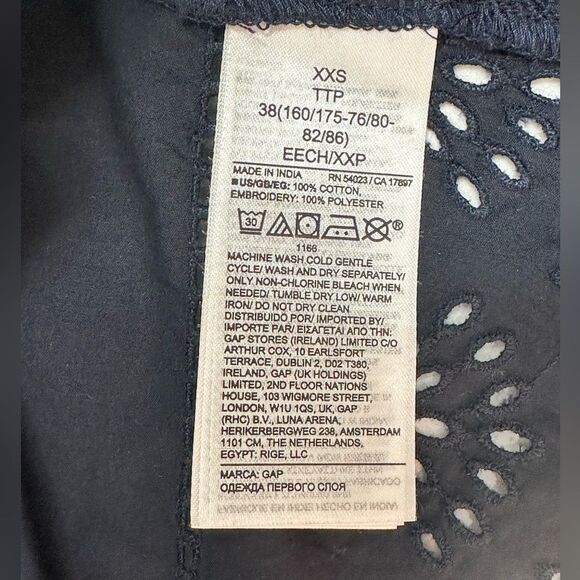 XXS
TTP
38(160/175-76/80-
82/86)
EECH/XXP
MADE IN INDIA RN 54023 / CA 17897
■US/GB/EG: 100% COTTON,
EMBROIDERY: 100% POLYESTER
30 ®
1166
MACHINE WASH COLD GENTLE
CYCLE/ WASH AND DRY SEPARATELY/
ONLY NON-CHLORINE BLEACH WHEN
NEEDED/ TUMBLE DRY LOW/ WARM
IRON/ DO NOT DRY CLEAN
DISTRIBUIDO POR/ IMPORTED BY/
IMPORTE PAR/ ΕΙΣΑΓΕΤΑΙ ΑΠΟ ΤΗΝ:
GAP STORES (IRELAND) LIMITED C/O
ARTHUR COX, 10 EARLSFORT
TERRACE, DUBLIN 2, D02 T380,
IRELAND, GAP (UK HOLDINGS)
LIMITED, 2ND FLOOR NATIONS
HOUSE, 103 WIGMORE STREET,
LONDON, W1U 1QS, UK, GAP
(RHC) B.V., LUNA ARENA,
HERIKERBERGWEG 238, AMSTERDAM
1101 CM, THE NETHERLANDS,
EGYPT: RIGE, LLC
MARCA: GAP
ОДЕЖДА ПЕРВОГО СЛОЯ